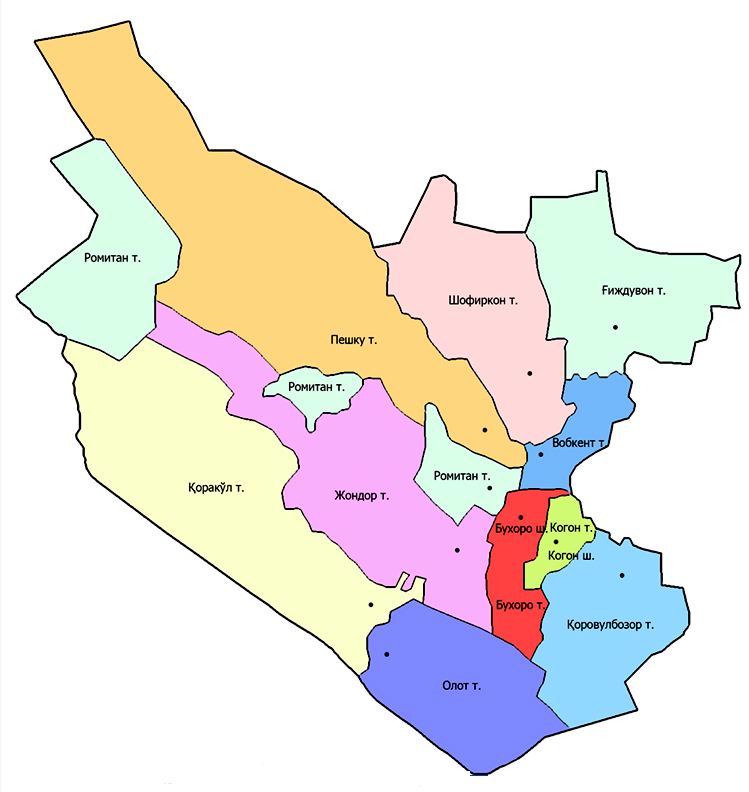 Ромитан т.
Шофиркон т.
Ғиждувон т.
Пешку т.
Ромитан т.
Вобкент т.
Қоракўл т.
Жондор т.
Ромитан т.
Бухоро ш.
Когон т.
Когон ш.
Бухоро т.
Қоровулбозор т.
Олот т.